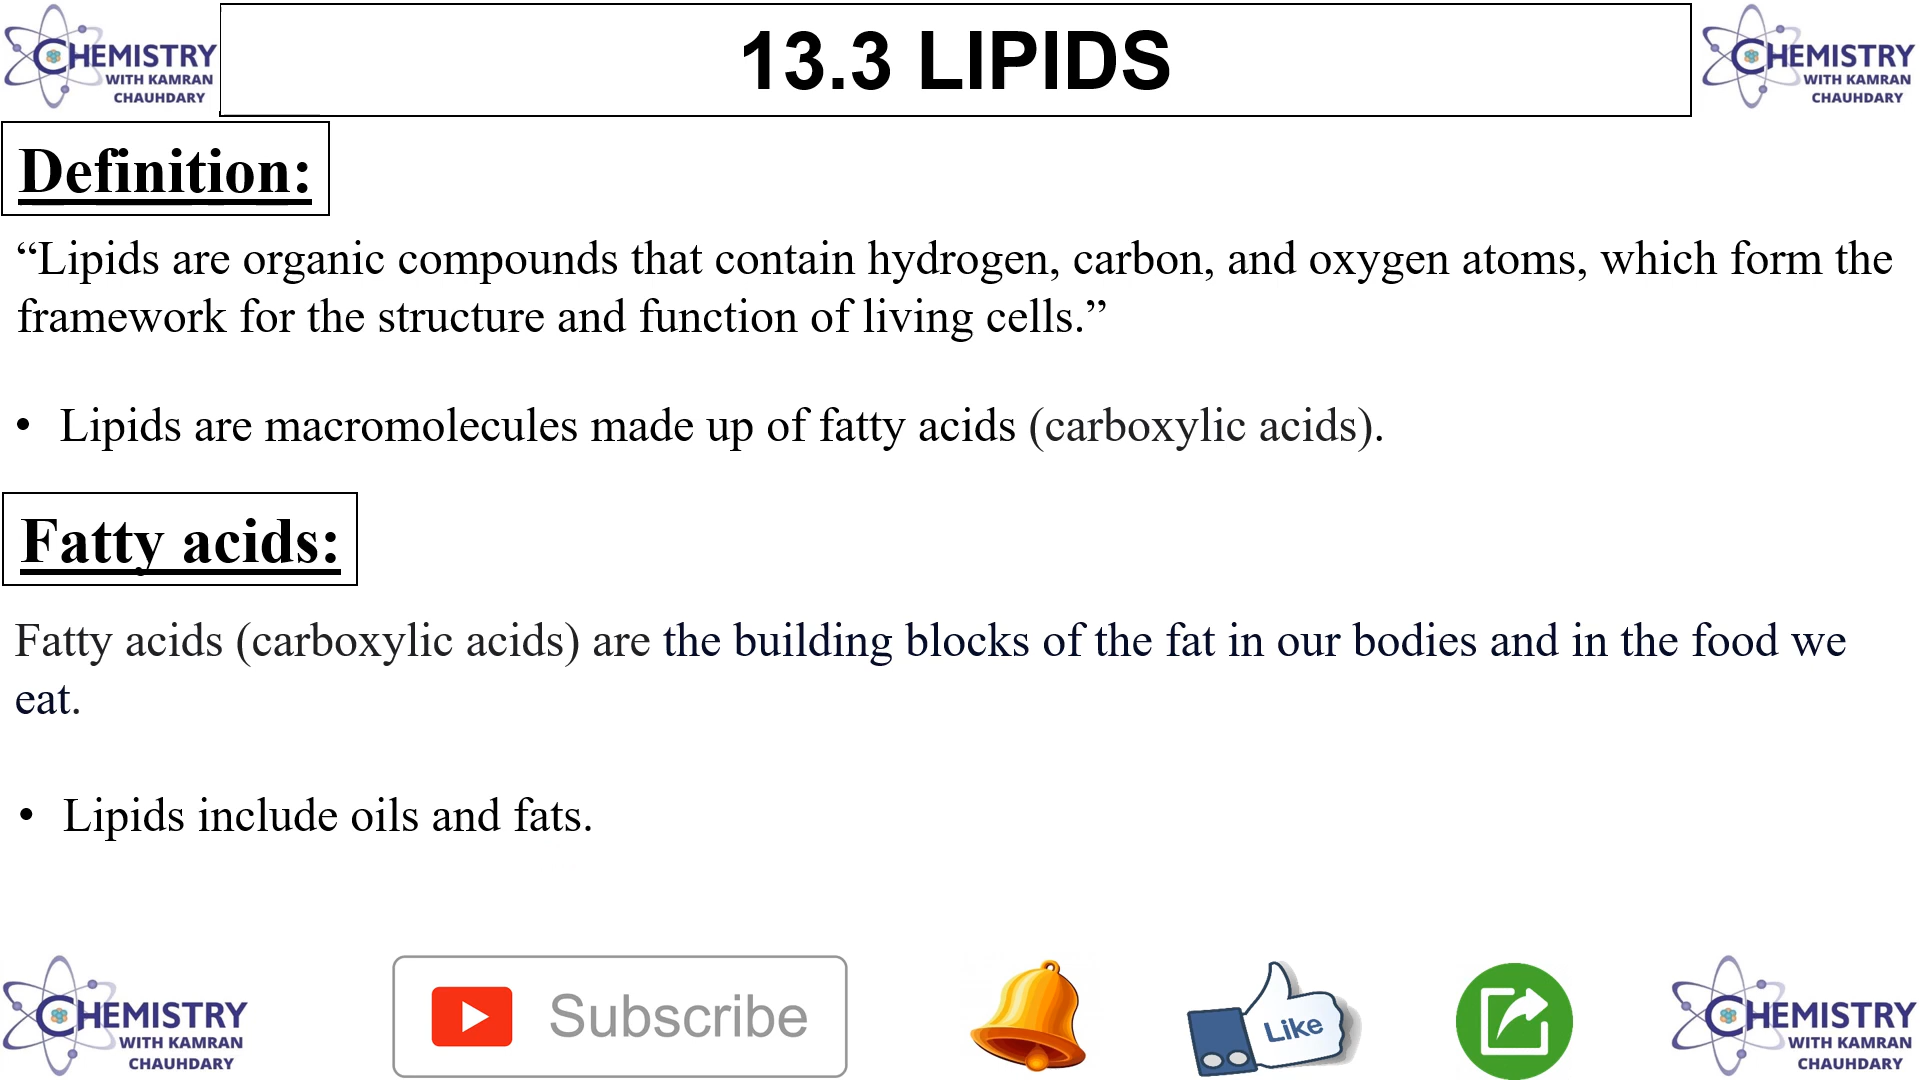 CHEMISTRY
WITH KAMRAN
CHAUHDARY
13.3 LIPIDS
CHEMISTRY
WITH KAMRAN
CHAUHDARY
Definition:
“Lipids are organic compounds that contain hydrogen, carbon, and oxygen atoms, which form the
framework for the structure and function of living cells.”
• Lipids are macromolecules made up of fatty acids (carboxylic acids).
Fatty acids:
Fatty acids (carboxylic acids) are the building blocks of the fat in our bodies and in the food we
eat.
• Lipids include oils and fats.
CHEMISTRY
WITH KAMRAN
CHAUHDARY
Subscribe
Like
CHEMISTRY
WITH KAMRAN
CHAUHDARY